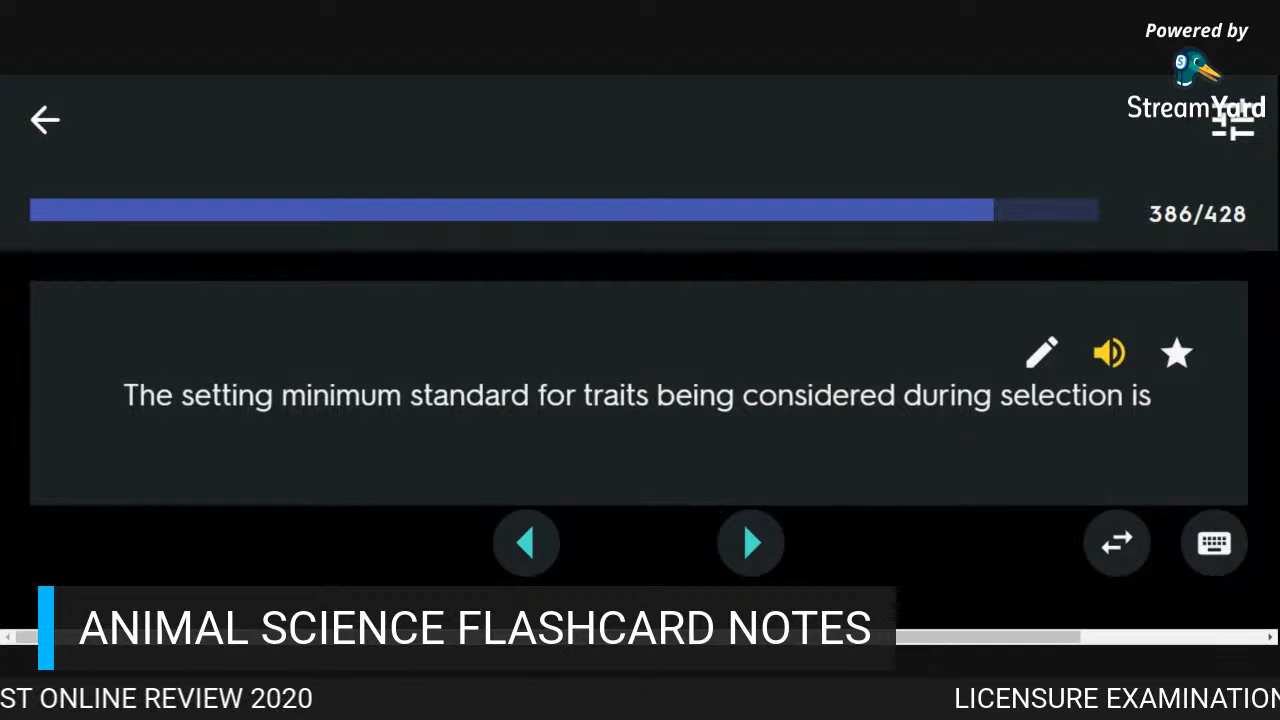 Powered by
StreamYard
386/428
The setting minimum standard for traits being considered during selection is
ANIMAL SCIENCE FLASHCARD NOTES
ST ONLINE REVIEW 2020
LICENSURE EXAMINATION